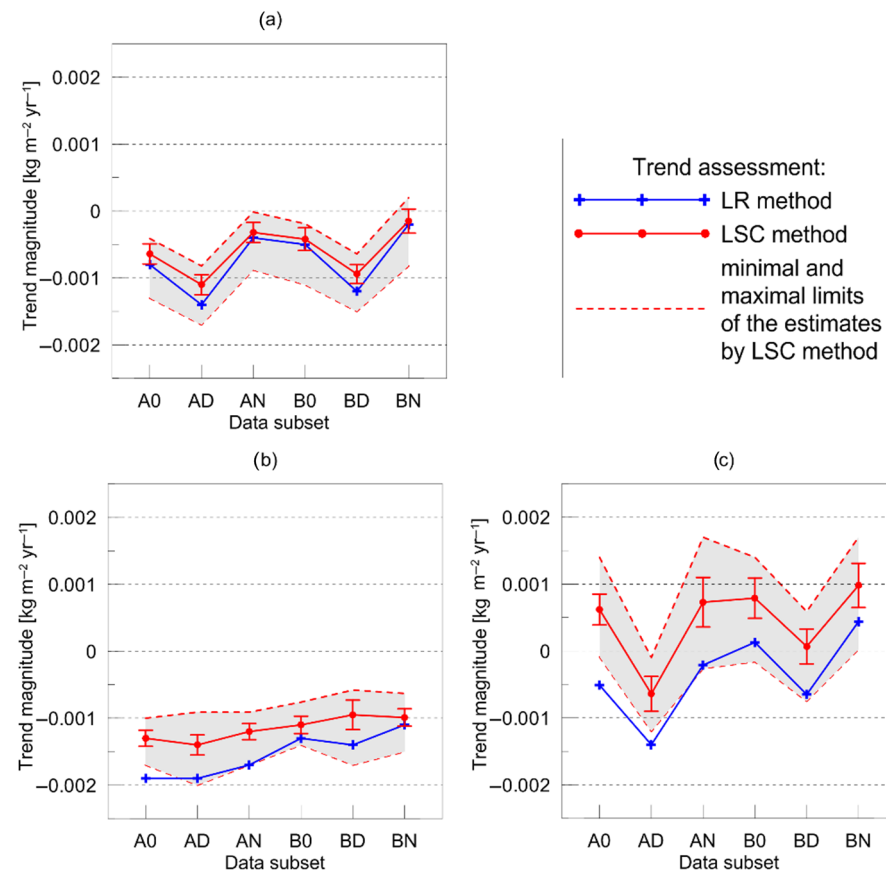 (a)
Trend magnitude [kg m⁻² yr⁻¹]
0.002
0.001
0
−0.001
−0.002
A0 AD AN B0 BD BN
Data subset
Trend assessment:
LR method
LSC method
minimal and
maximal limits
of the estimates
by LSC method
(b)
Trend magnitude [kg m⁻² yr⁻¹]
0.002
0.001
0
−0.001
−0.002
A0 AD AN B0 BD BN
Data subset
(c)
Trend magnitude [kg m⁻² yr⁻¹]
0.002
0.001
0
−0.001
−0.002
A0 AD AN B0 BD BN
Data subset